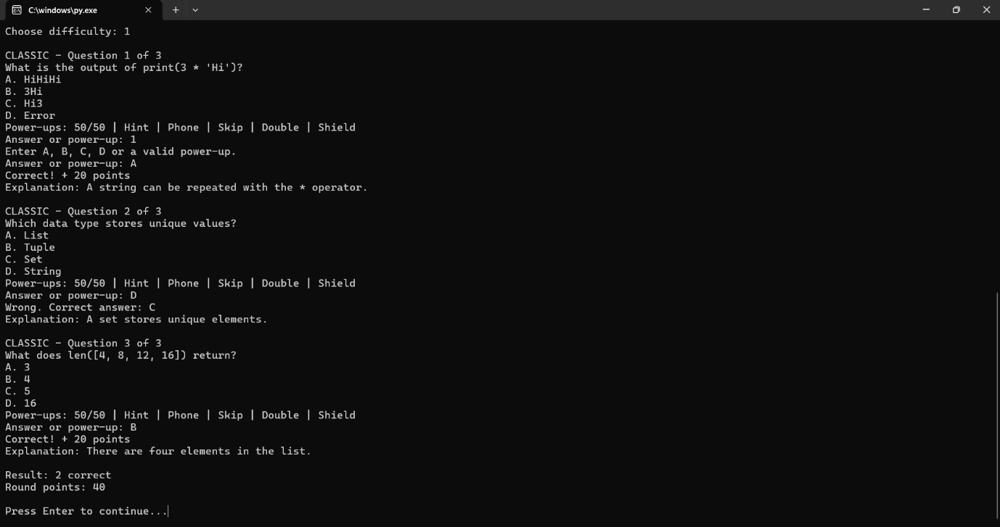 C:\windows\py.exe
Choose difficulty: 1
CLASSIC - Question 1 of 3
What is the output of print(3 * 'Hi')?
A. HiHiHi
B. 3Hi
C. Hi3
D. Error
Power-ups: 50/50 | Hint | Phone | Skip | Double | Shield
Answer or power-up: 1
Enter A, B, C, D or a valid power-up.
Answer or power-up: A
Correct! + 20 points
Explanation: A string can be repeated with the * operator.
CLASSIC - Question 2 of 3
Which data type stores unique values?
A. List
B. Tuple
C. Set
D. String
Power-ups: 50/50 | Hint | Phone | Skip | Double | Shield
Answer or power-up: D
Wrong. Correct answer: C
Explanation: A set stores unique elements.
CLASSIC - Question 3 of 3
What does len([4, 8, 12, 16]) return?
A. 3
B. 4
C. 5
D. 16
Power-ups: 50/50 | Hint | Phone | Skip | Double | Shield
Answer or power-up: B
Correct! + 20 points
Explanation: There are four elements in the list.
Result: 2 correct
Round points: 40
Press Enter to continue...